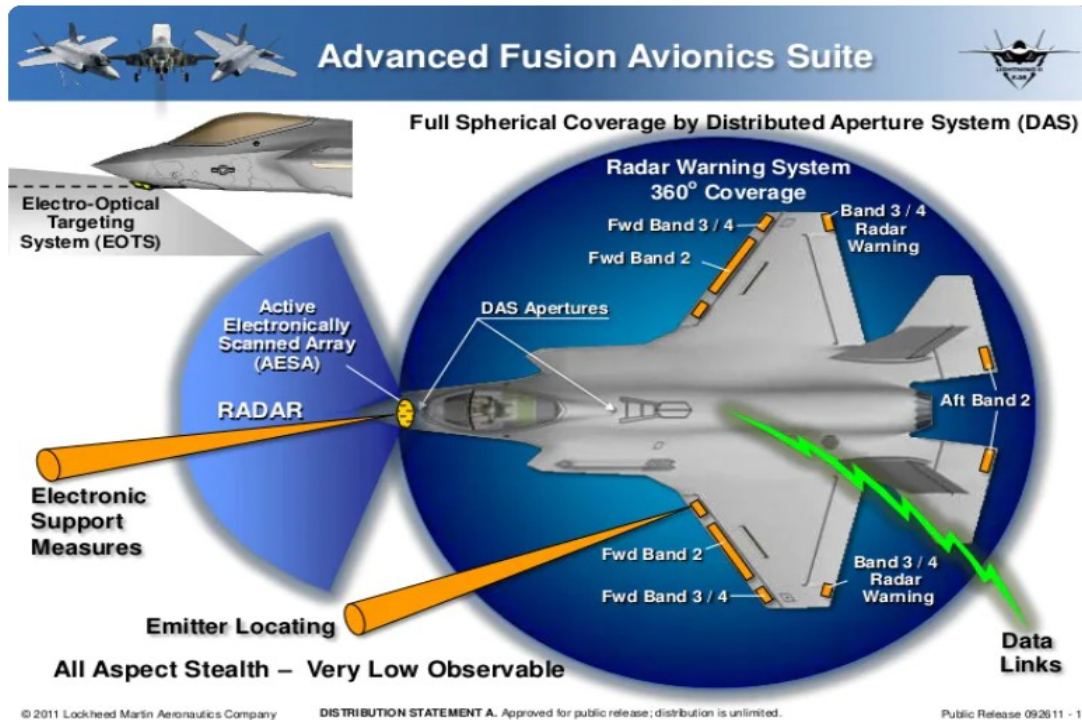 Advanced Fusion Avionics Suite
LIGHTNING II
F-35
Full Spherical Coverage by Distributed Aperture System (DAS)
Electro-Optical
Targeting
System (EOTS)
Radar Warning System
360° Coverage
Fwd Band 3 / 4
Band 3 / 4
Radar
Warning
Fwd Band 2
Active
Electronically
Scanned Array
(AESA)
DAS Apertures
RADAR
Aft Band 2
Electronic
Support
Measures
Fwd Band 2
Fwd Band 3 / 4
Band 3 / 4
Radar
Warning
Emitter Locating
Data
Links
All Aspect Stealth – Very Low Observable
© 2011 Lockheed Martin Aeronautics Company
DISTRIBUTION STATEMENT A. Approved for public release; distribution is unlimited.
Public Release 092611 - 1